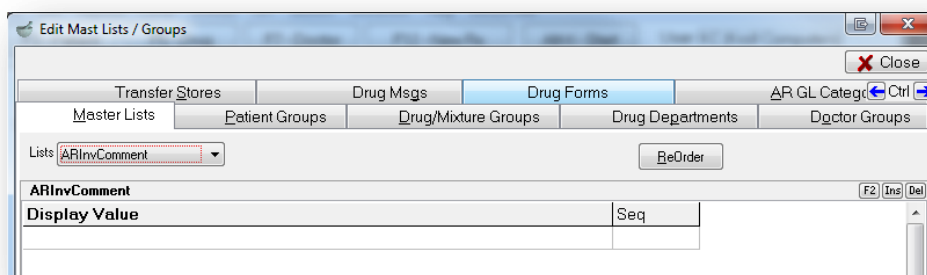 Edit Mast Lists / Groups
Close
Transfer Stores Drug Msgs Drug Forms AR GL Categ Ctrl
Master Lists Patient Groups Drug/Mixture Groups Drug Departments Doctor Groups
Lists ARInvComment ReOrder
ARInvComment F2 Ins Del
Display Value Seq